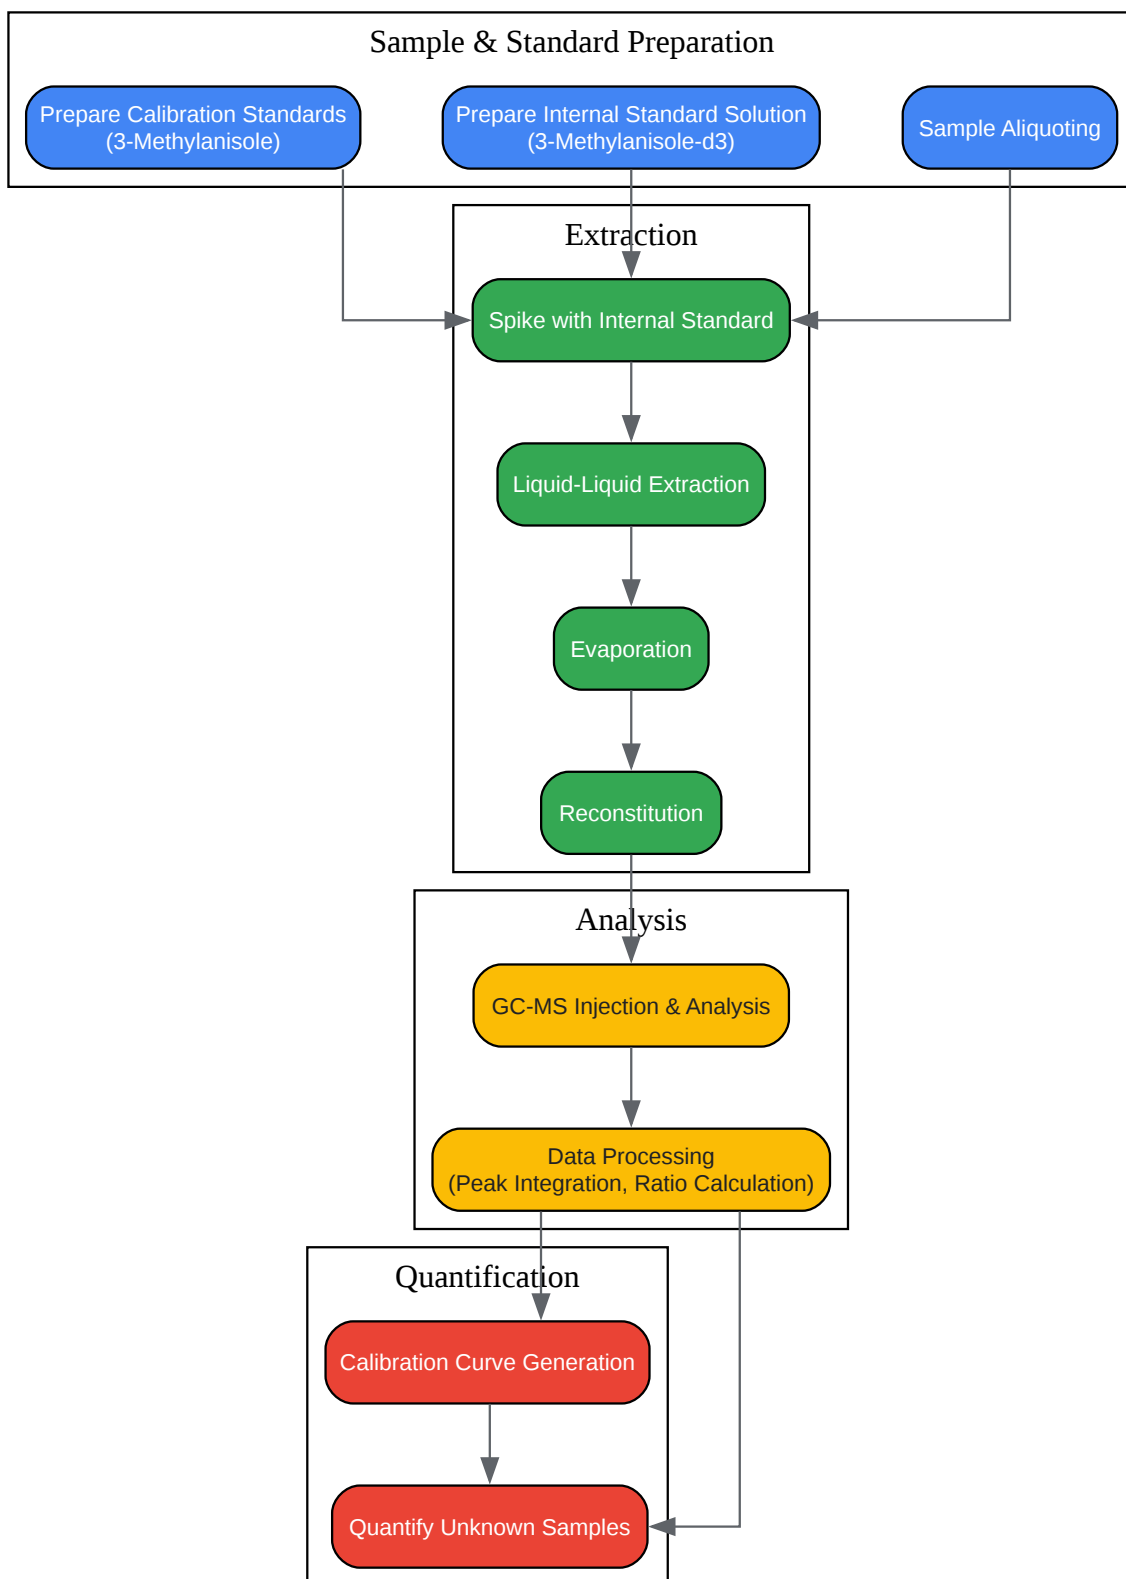 Sample & Standard Preparation
Prepare Calibration Standards
(3-Methylanisole)
Prepare Internal Standard Solution
(3-Methylanisole-d3)
Sample Aliquoting
Extraction
Spike with Internal Standard
Liquid-Liquid Extraction
Evaporation
Reconstitution
Analysis
GC-MS Injection & Analysis
Data Processing
(Peak Integration, Ratio Calculation)
Quantification
Calibration Curve Generation
Quantify Unknown Samples